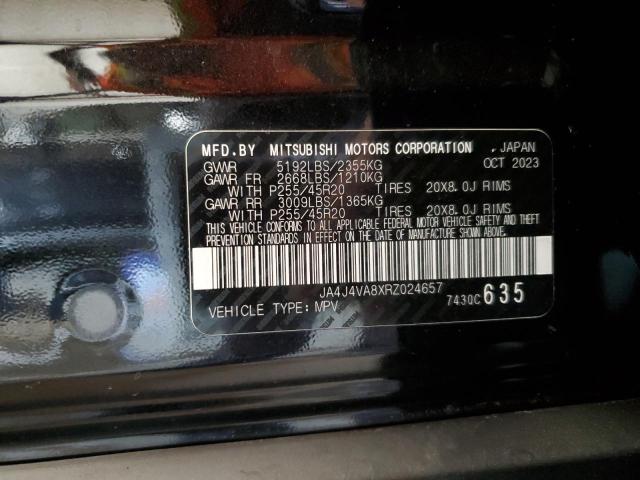 MFD.BY MITSUBISHI MOTORS CORPORATION , JAPAN
GVWR 5192LBS/2355KG OCT 2023
GAWR FR 2668LBS/1210KG
WITH P255/45R20 TIRES 20X8.0J RIMS
GAWR RR 3009LBS/1365KG
WITH P255/45R20 TIRES 20X8.0J RIMS
THIS VEHICLE CONFORMS TO ALL APPLICABLE FEDERAL MOTOR VEHICLE SAFETY AND THEFT
PREVENTION STANDARDS IN EFFECT ON THE DATE OF MANUFACTURE SHOWN ABOVE.
JA4J4VA8XRZ024657
7430C 635
VEHICLE TYPE: MPV